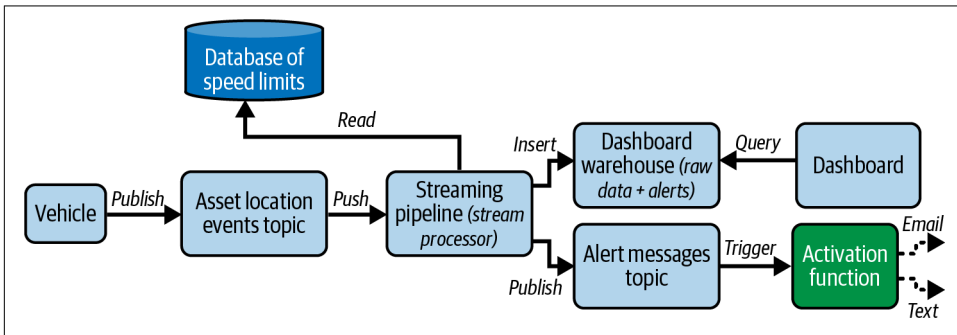 Database of
speed limits
Read
Insert
Dashboard
warehouse (raw
data + alerts)
Query
Dashboard
Vehicle
Publish
Asset location
events topic
Push
Streaming
pipeline (stream
processor)
Publish
Alert messages
topic
Trigger
Activation
function
Email
Text